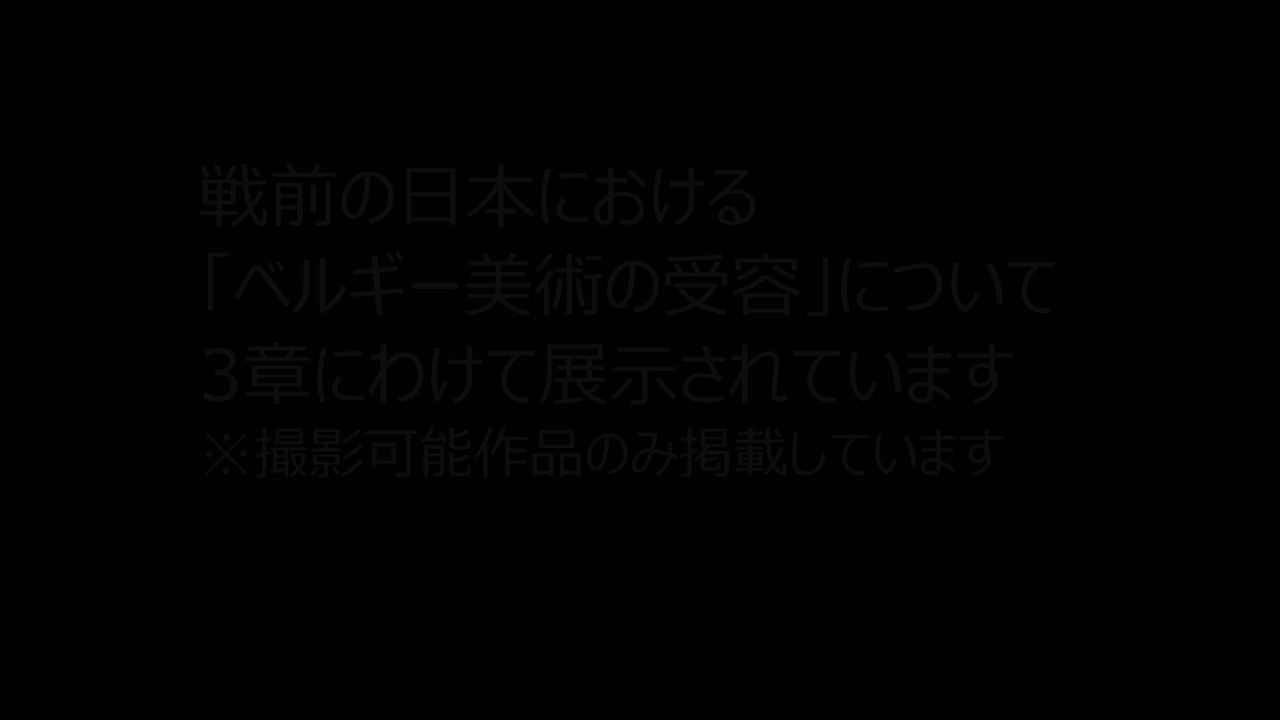 戦前の日本における
「ベルギー美術の受容」について
3章にわけて展示されています
※撮影可能作品のみ掲載しています